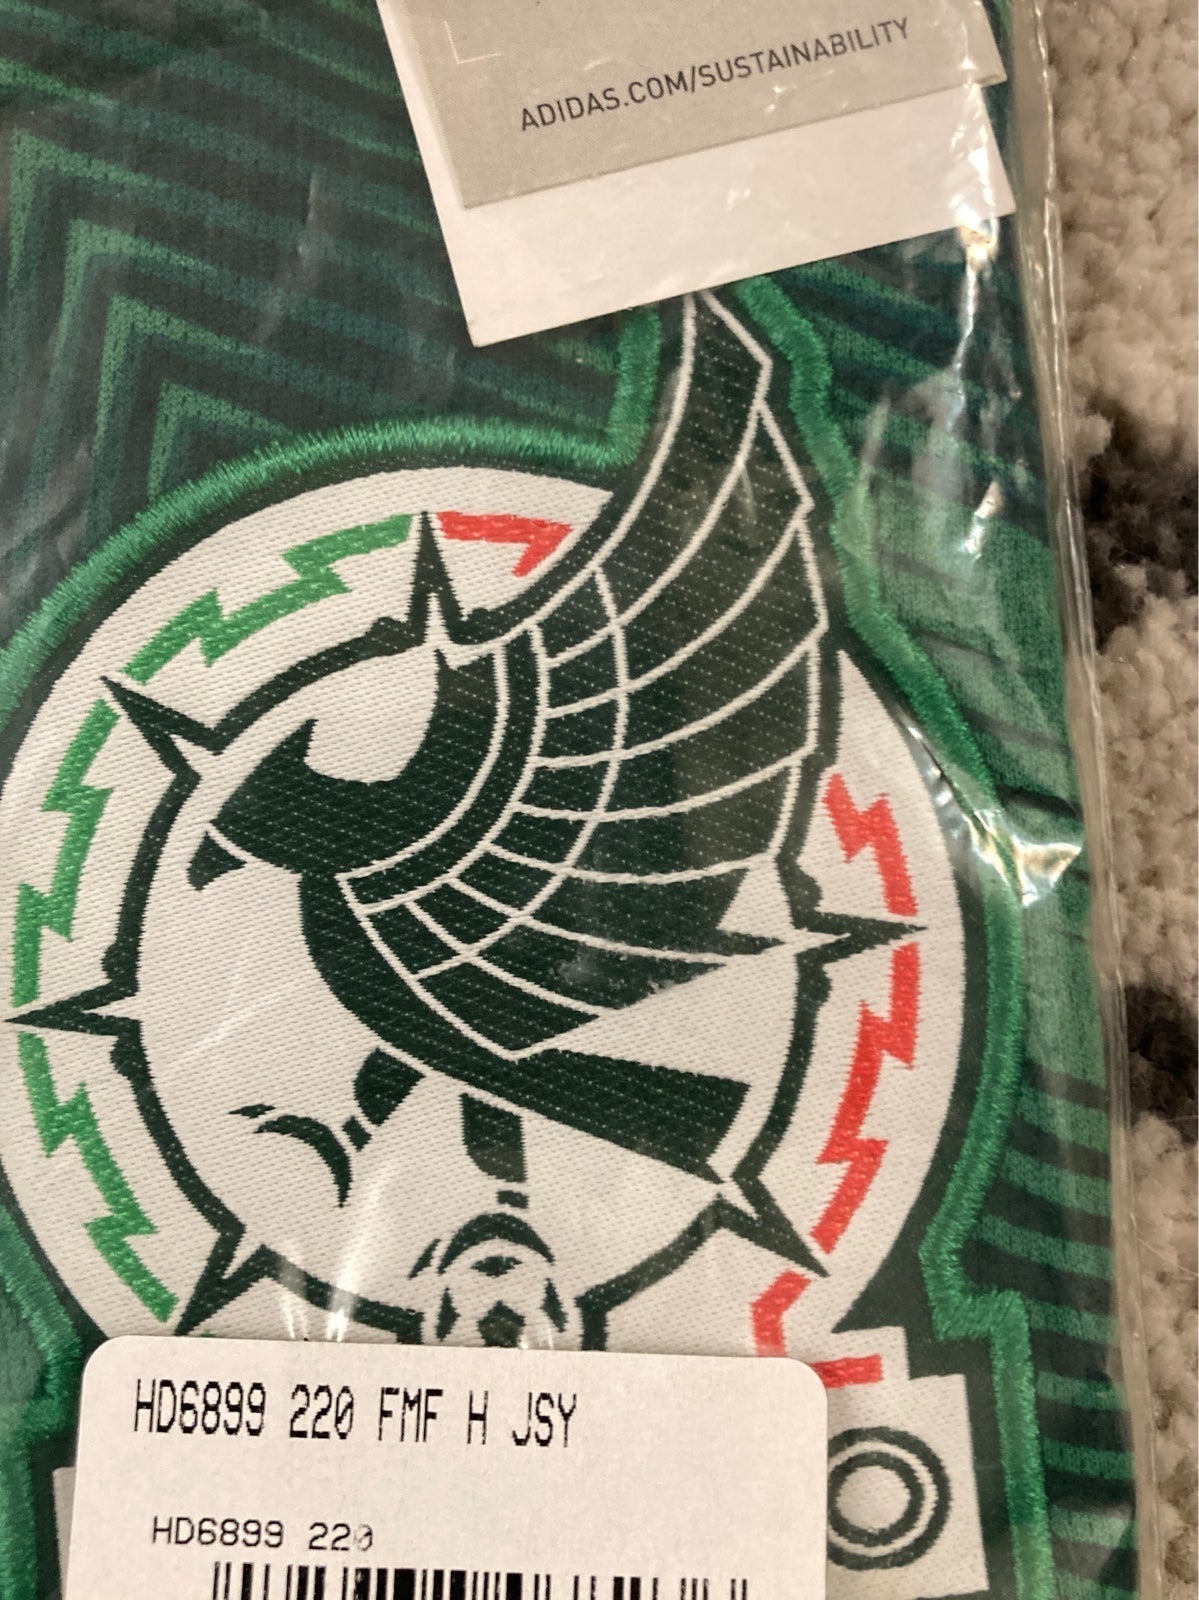 ADIDAS.COM/SUSTAINABILITY
HD6899 220 FMF H JSY
HD6899 220
O